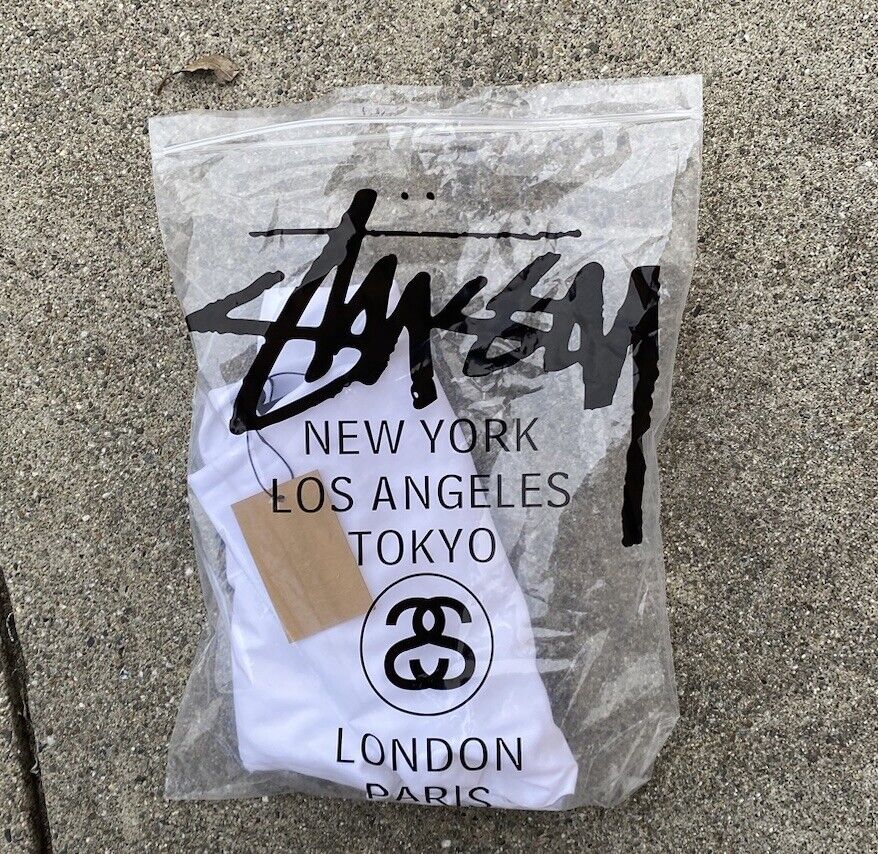 Stüssy
NEW YORK
LOS ANGELES
TOKYO
LONDON
PARIS